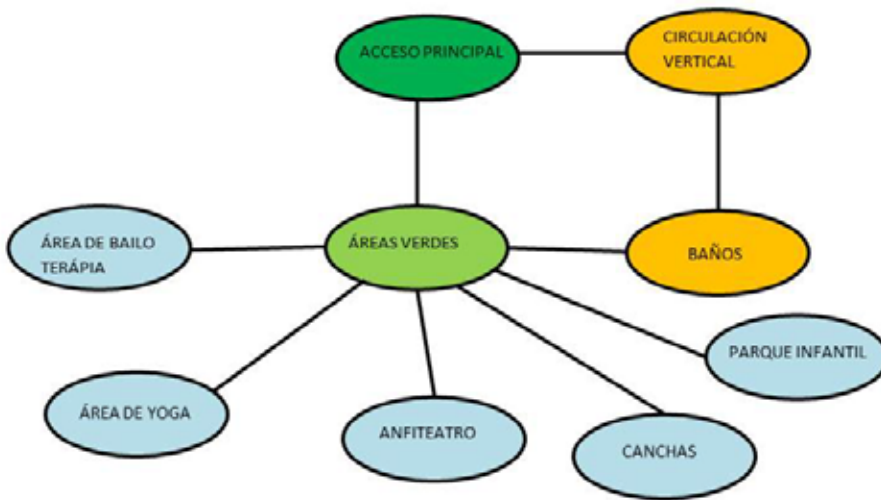 ACCESO PRINCIPAL
CIRCULACIÓN
VERTICAL
ÁREA DE BAILO
TERÁPIA
ÁREAS VERDES
BAÑOS
PARQUE INFANTIL
ÁREA DE YOGA
ANFITEATRO
CANCHAS